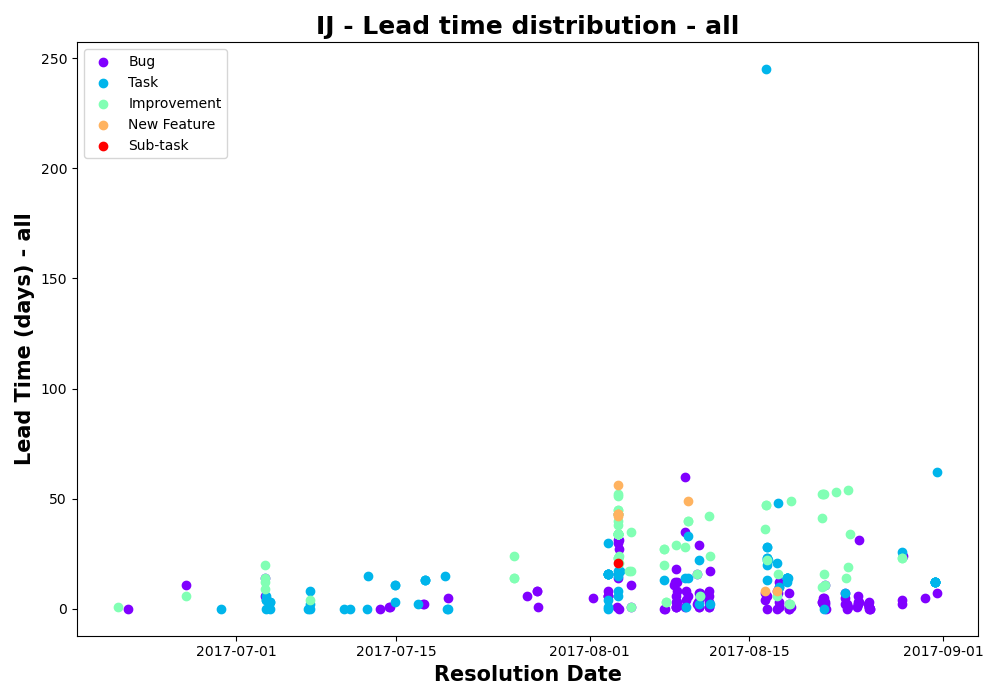 IJ - Lead time distribution - all
Bug
Task
Improvement
New Feature
Sub-task
Lead Time (days) - all
250
200
150
100
50
0
2017-07-01
2017-07-15
2017-08-01
2017-08-15
2017-09-01
Resolution Date